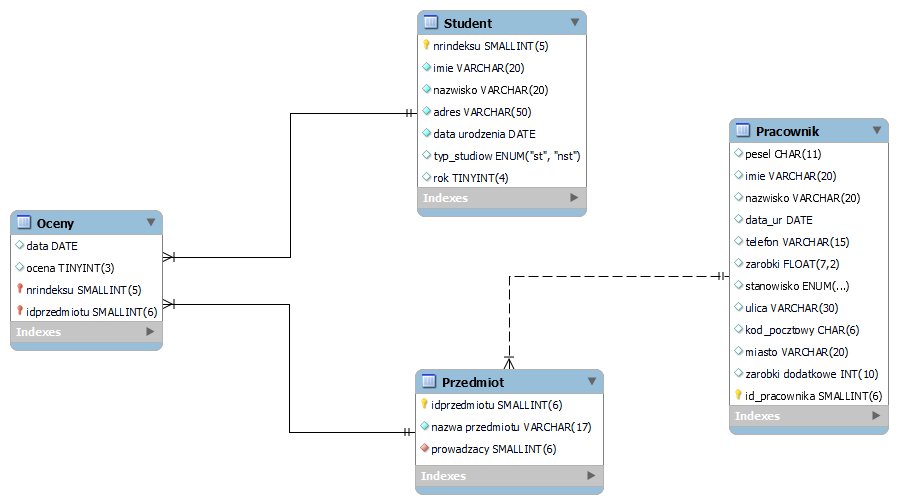 Student
nrindeksu SMALLINT(5)
imie VARCHAR(20)
nazwisko VARCHAR(20)
adres VARCHAR(50)
data urodzenia DATE
typ_studiow ENUM("st", "nst")
rok TINYINT(4)
Indexes
Pracownik
pesel CHAR(11)
imie VARCHAR(20)
nazwisko VARCHAR(20)
data_ur DATE
telefon VARCHAR(15)
zarobki FLOAT(7,2)
stanowisko ENUM(...)
ulica VARCHAR(30)
kod_pocztowy CHAR(6)
miasto VARCHAR(20)
zarobki dodatkowe INT(10)
id_pracownika SMALLINT(6)
Indexes
Oceny
data DATE
ocena TINYINT(3)
nrindeksu SMALLINT(5)
idprzedmiotu SMALLINT(6)
Indexes
Przedmiot
idprzedmiotu SMALLINT(6)
nazwa przedmiotu VARCHAR(17)
prowadzacy SMALLINT(6)
Indexes